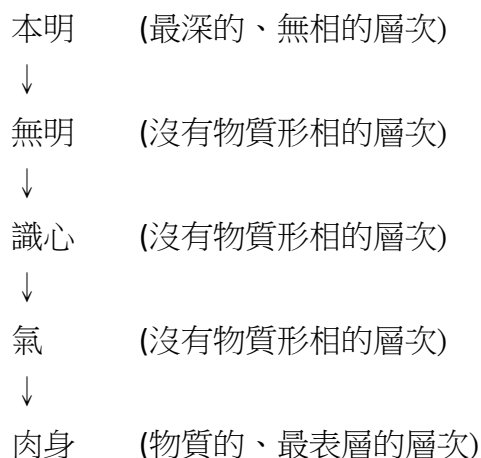 本明 (最深的、無相的層次)
↓
無明 (沒有物質形相的層次)
↓
識心 (沒有物質形相的層次)
↓
氣 (沒有物質形相的層次)
↓
肉身 (物質的、最表層的層次)